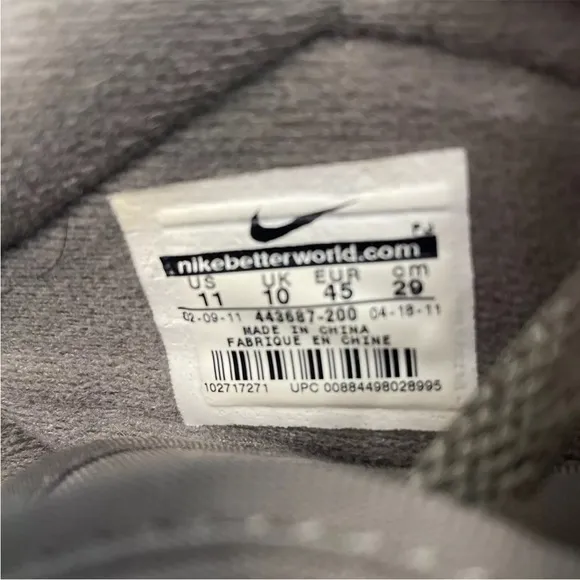 FJ
nikebetterworld.com
US UK EUR cm
11 10 45 29
02-09-11 443687-200 04-18-11
MADE IN CHINA
FABRIQUE EN CHINE
102717271 UPC 00884498028995